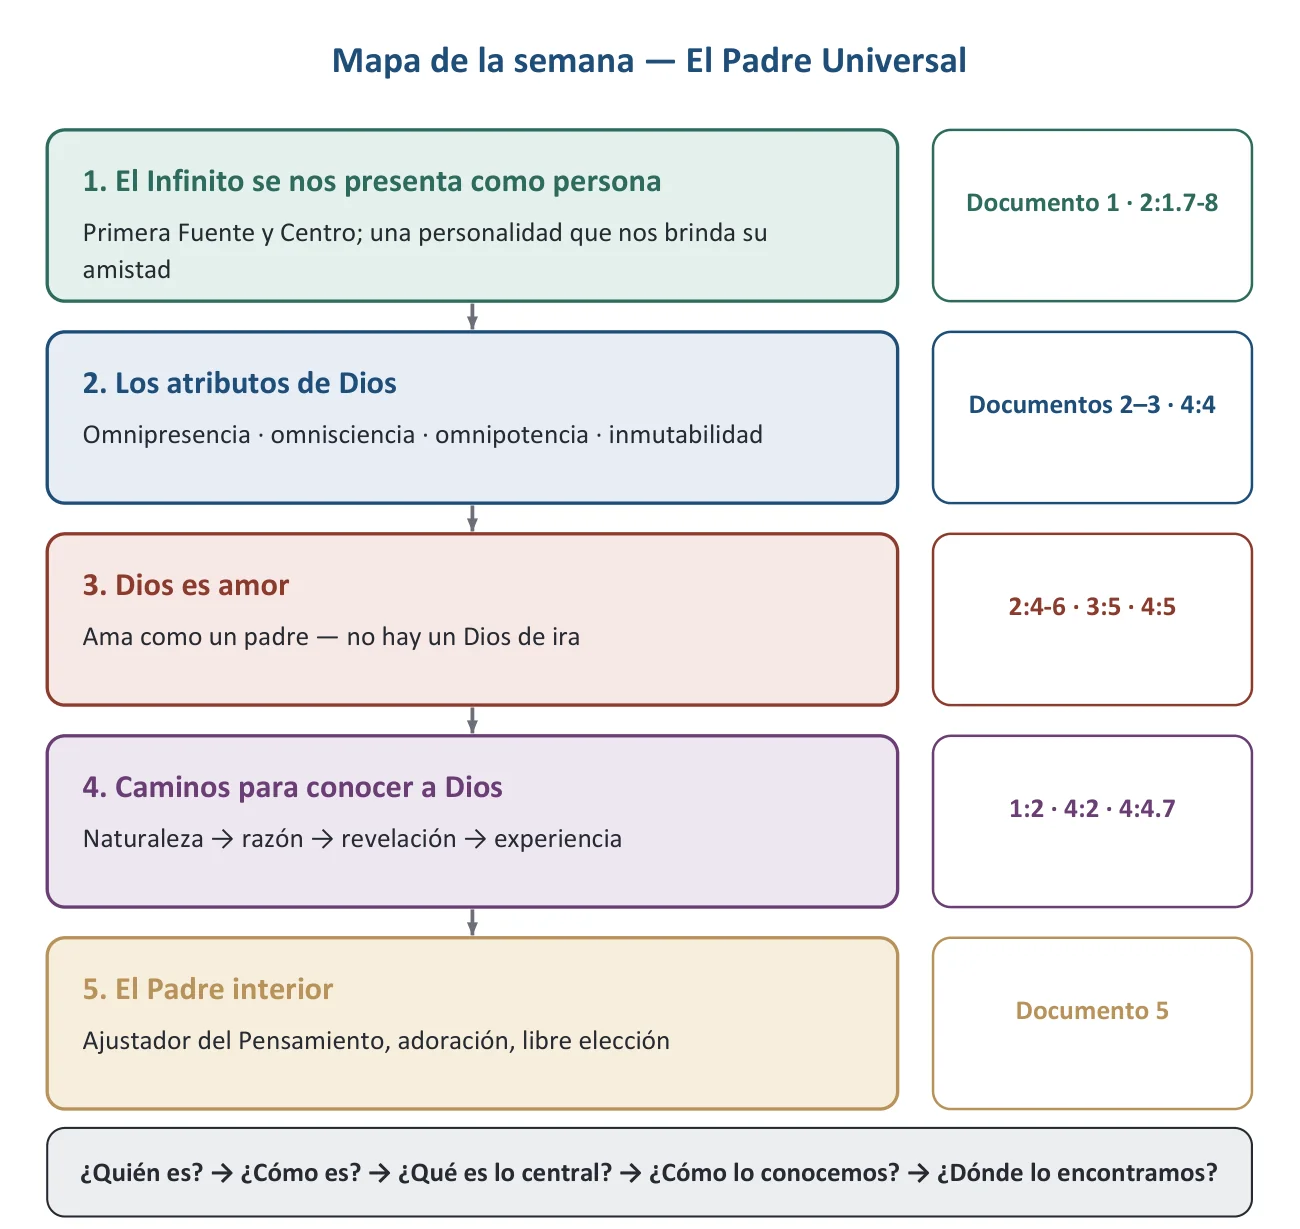 Mapa de la semana — El Padre Universal
1. El Infinito se nos presenta como persona
Primera Fuente y Centro; una personalidad que nos brinda su
amistad
Documento 1 · 2:1.7-8
2. Los atributos de Dios
Omnipresencia · omnisciencia · omnipotencia · inmutabilidad
Documentos 2–3 · 4:4
3. Dios es amor
Ama como un padre — no hay un Dios de ira
2:4-6 · 3:5 · 4:5
4. Caminos para conocer a Dios
Naturaleza → razón → revelación → experiencia
1:2 · 4:2 · 4:4.7
5. El Padre interior
Ajustador del Pensamiento, adoración, libre elección
Documento 5
¿Quién es? → ¿Cómo es? → ¿Qué es lo central? → ¿Cómo lo conocemos? → ¿Dónde lo encontramos?